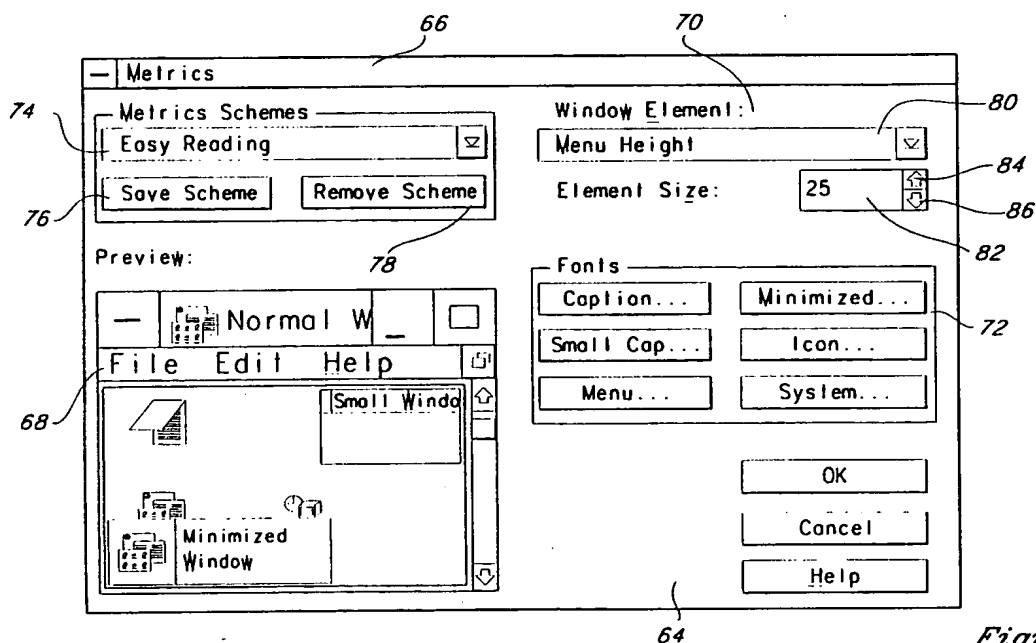 66
70
Metrics
74
Metrics Schemes
Window Element:
80
Easy Reading
Menu Height
84
Save Scheme
Remove Scheme
Element Size:
25
86
76
78
82
Preview:
Fonts
Normal W
Caption...
Minimized...
72
File Edit Help
Small Cap...
Icon...
68
Small Windo
Menu...
System...
OK
Minimized
Window
Cancel
Help
64